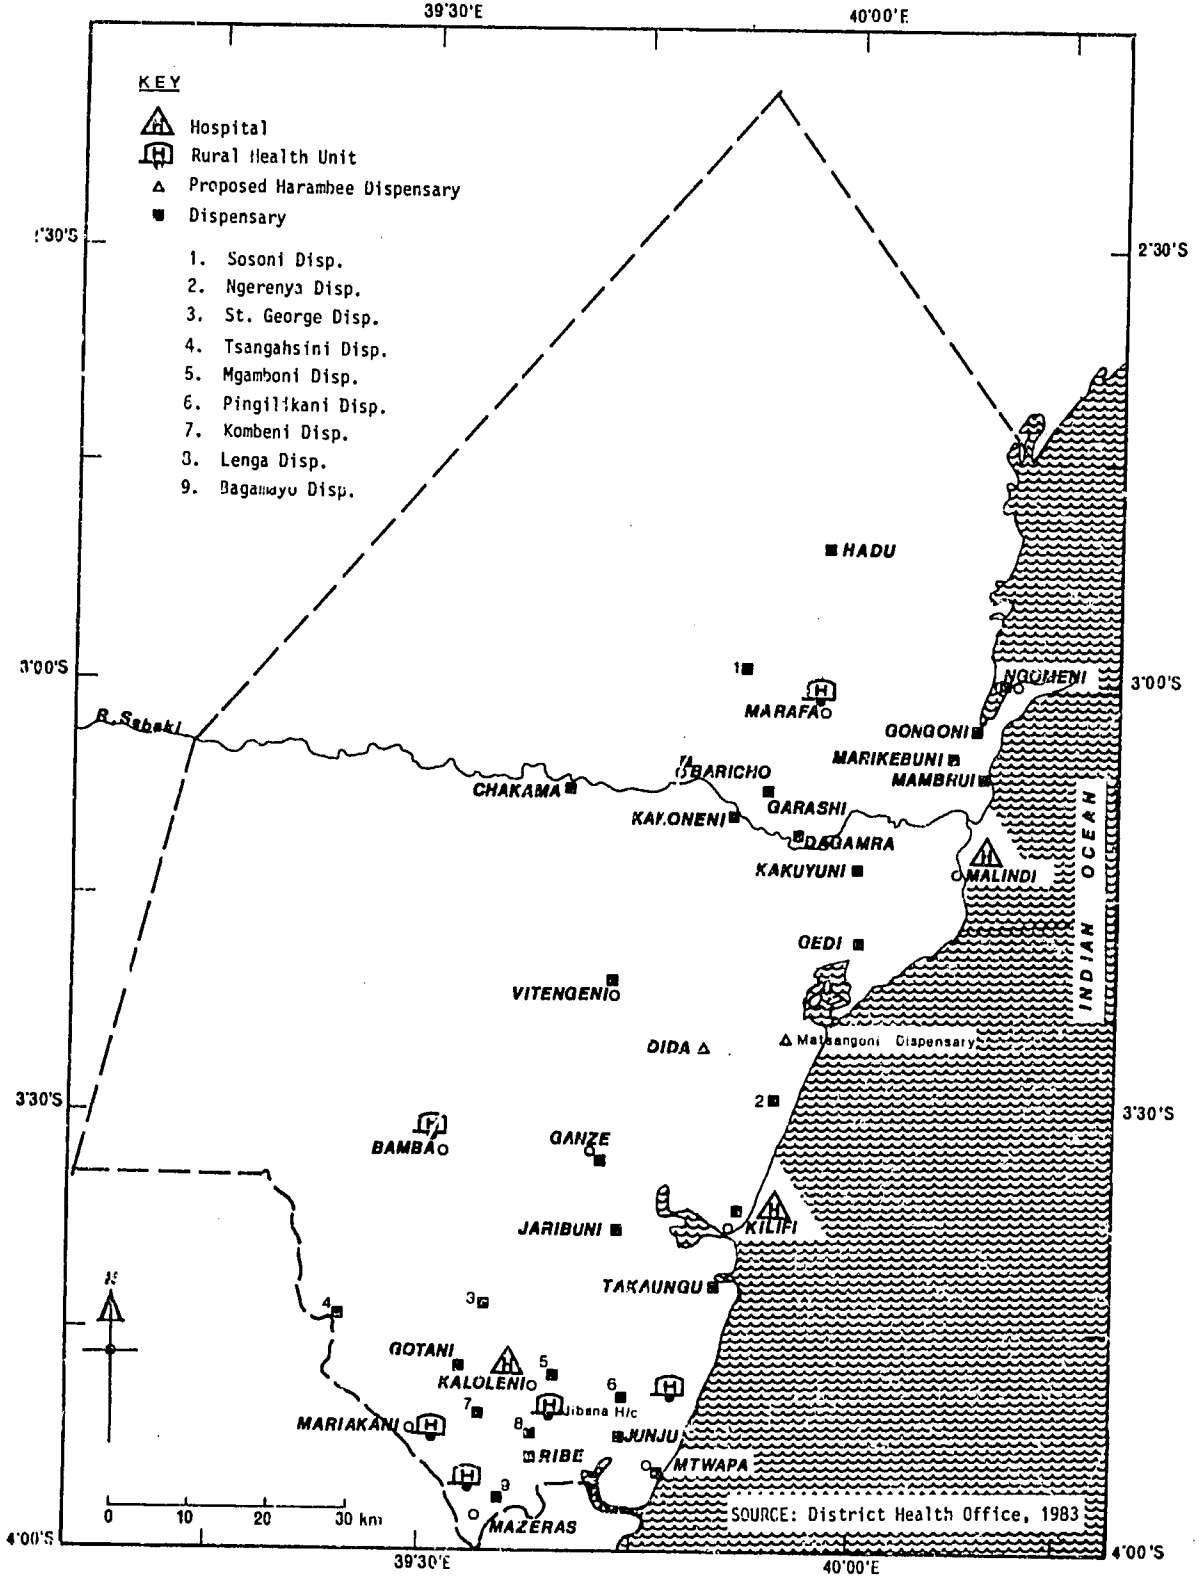 39°30'E
40°00'E
KEY
Hospital
Rural Health Unit
Proposed Harambee Dispensary
Dispensary
:°30'S
2°30'S
1. Sosoni Disp.
2. Ngerenya Disp.
3. St. George Disp.
4. Tsangahsini Disp.
5. Mgamboni Disp.
6. Pingilikani Disp.
7. Kombeni Disp.
8. Lenga Disp.
9. Bagamayo Disp.
HADU
3°00'S
1
NGOMENI
3°00'S
MARAFA
R. Sabaki
GONGONI
MARIKEBUNI
BARICHO
MAMBRUI
CHAKAMA
GARASHI
KAKONENI
DAGAMRA
KAKUYUNI
MALINDI
INDIAN OCEAN
GEDI
VITENGENI
DIDA
Matsangoni Dispensary
3°30'S
2
3°30'S
BAMBA
GANZE
JARIBUNI
KILIFI
TAKAUNGU
N
4
3
GOTANI
KALOLENI
5
6
Jibana H/c
7
MARIAKANI
8
JUNJU
RIBE
MTWAPA
9
0 10 20 30 km
MAZERAS
SOURCE: District Health Office, 1983
4°00'S
4°00'S
39°30'E
40°00'E